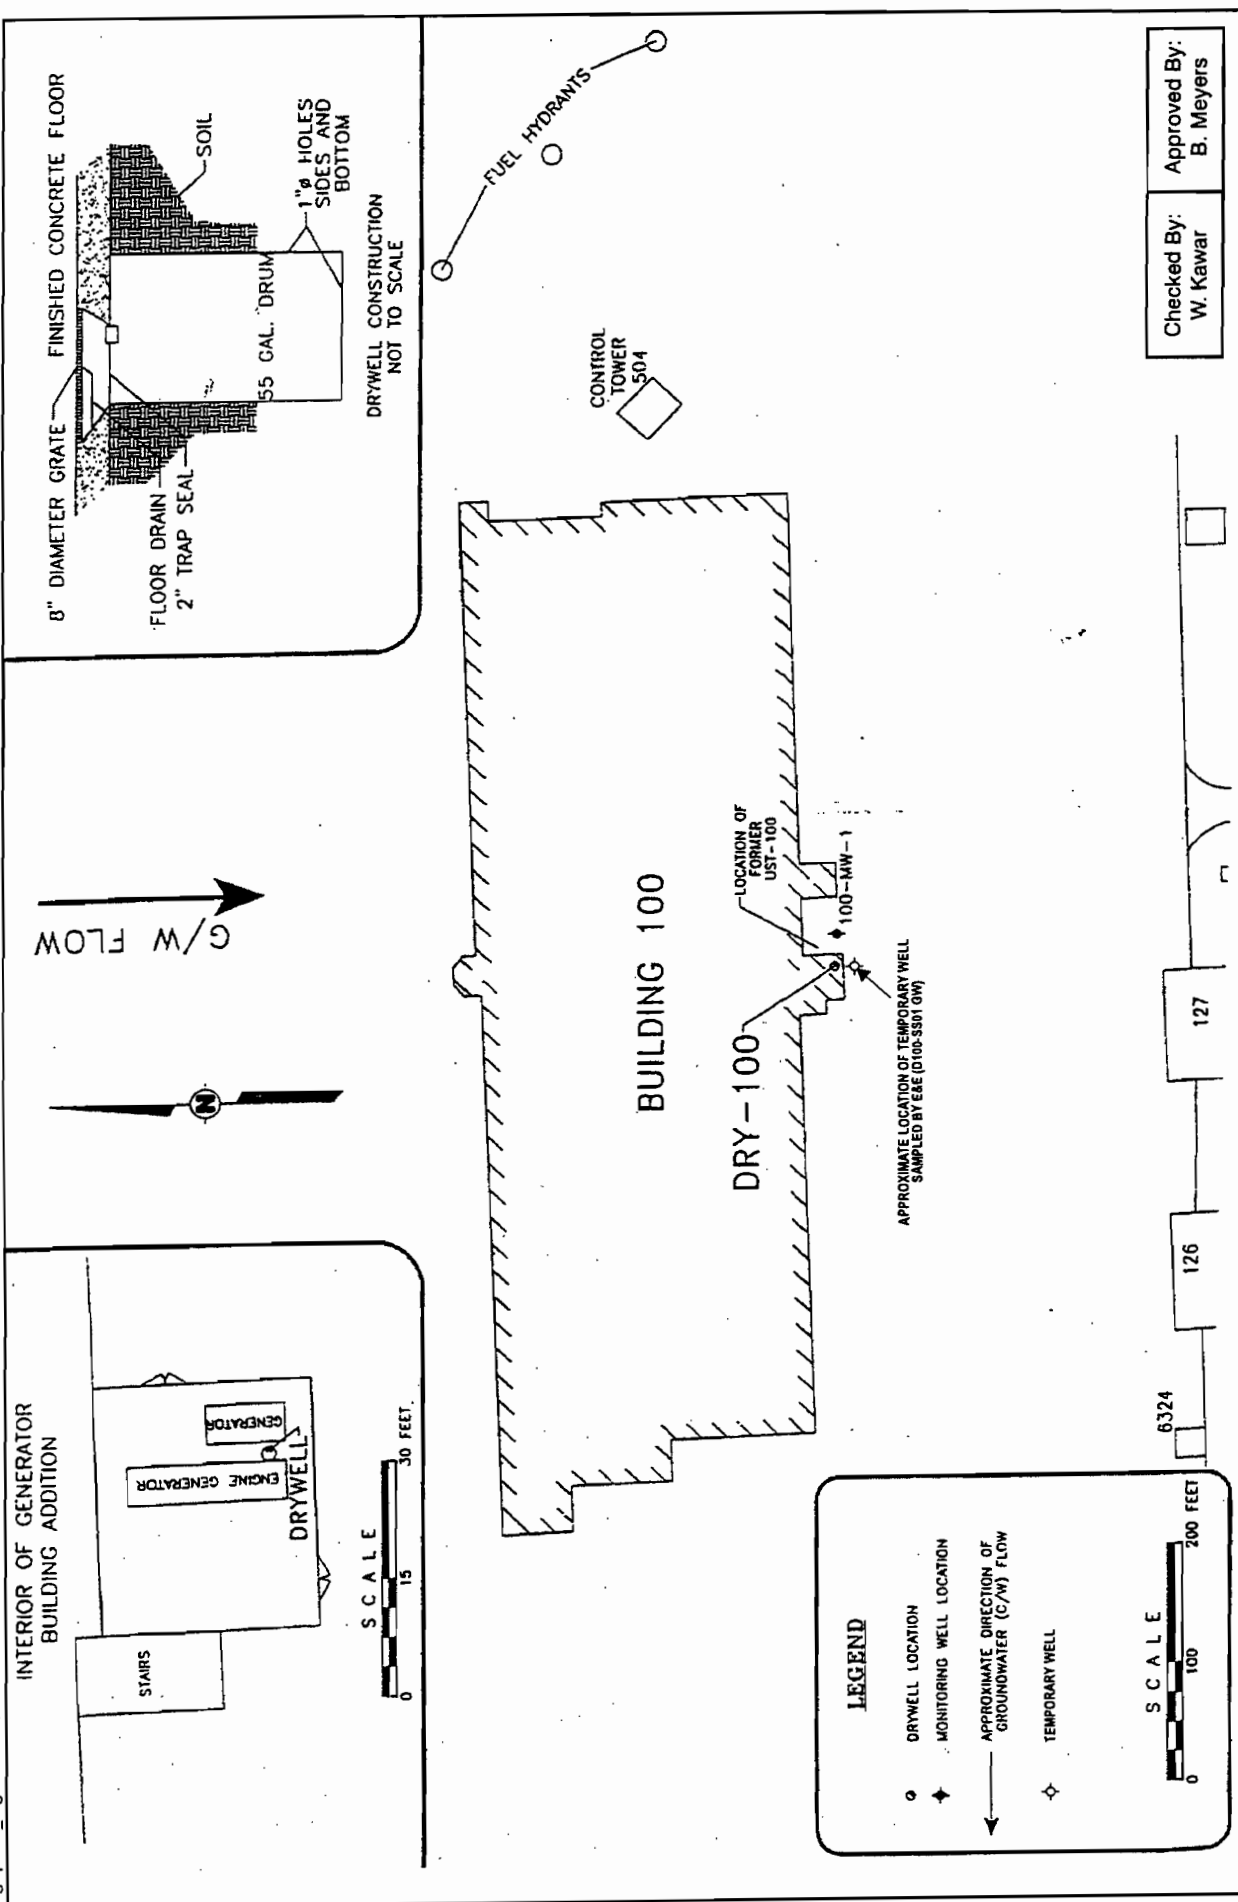 INTERIOR OF GENERATOR
BUILDING ADDITION
STAIRS
ENGINE GENERATOR
GENERATOR
DRYWELL
SCALE
0 15 30 FEET
N
G/W FLOW
8" DIAMETER GRATE
FINISHED CONCRETE FLOOR
FLOOR DRAIN
2" TRAP SEAL
SOIL
55 GAL. DRUM
1"ø HOLES
SIDES AND
BOTTOM
DRYWELL CONSTRUCTION
NOT TO SCALE
FUEL HYDRANTS
CONTROL
TOWER
504
BUILDING 100
DRY-100
LOCATION OF
FORMER
UST-100
100-MW-1
APPROXIMATE LOCATION OF TEMPORARY WELL
SAMPLED BY E&E (D100-SS01 GW)
6324
126
127
LEGEND
DRYWELL LOCATION
MONITORING WELL LOCATION
APPROXIMATE DIRECTION OF
GROUNDWATER (G/W) FLOW
TEMPORARY WELL
SCALE
0 100 200 FEET
Checked By:
W. Kawar
Approved By:
B. Meyers